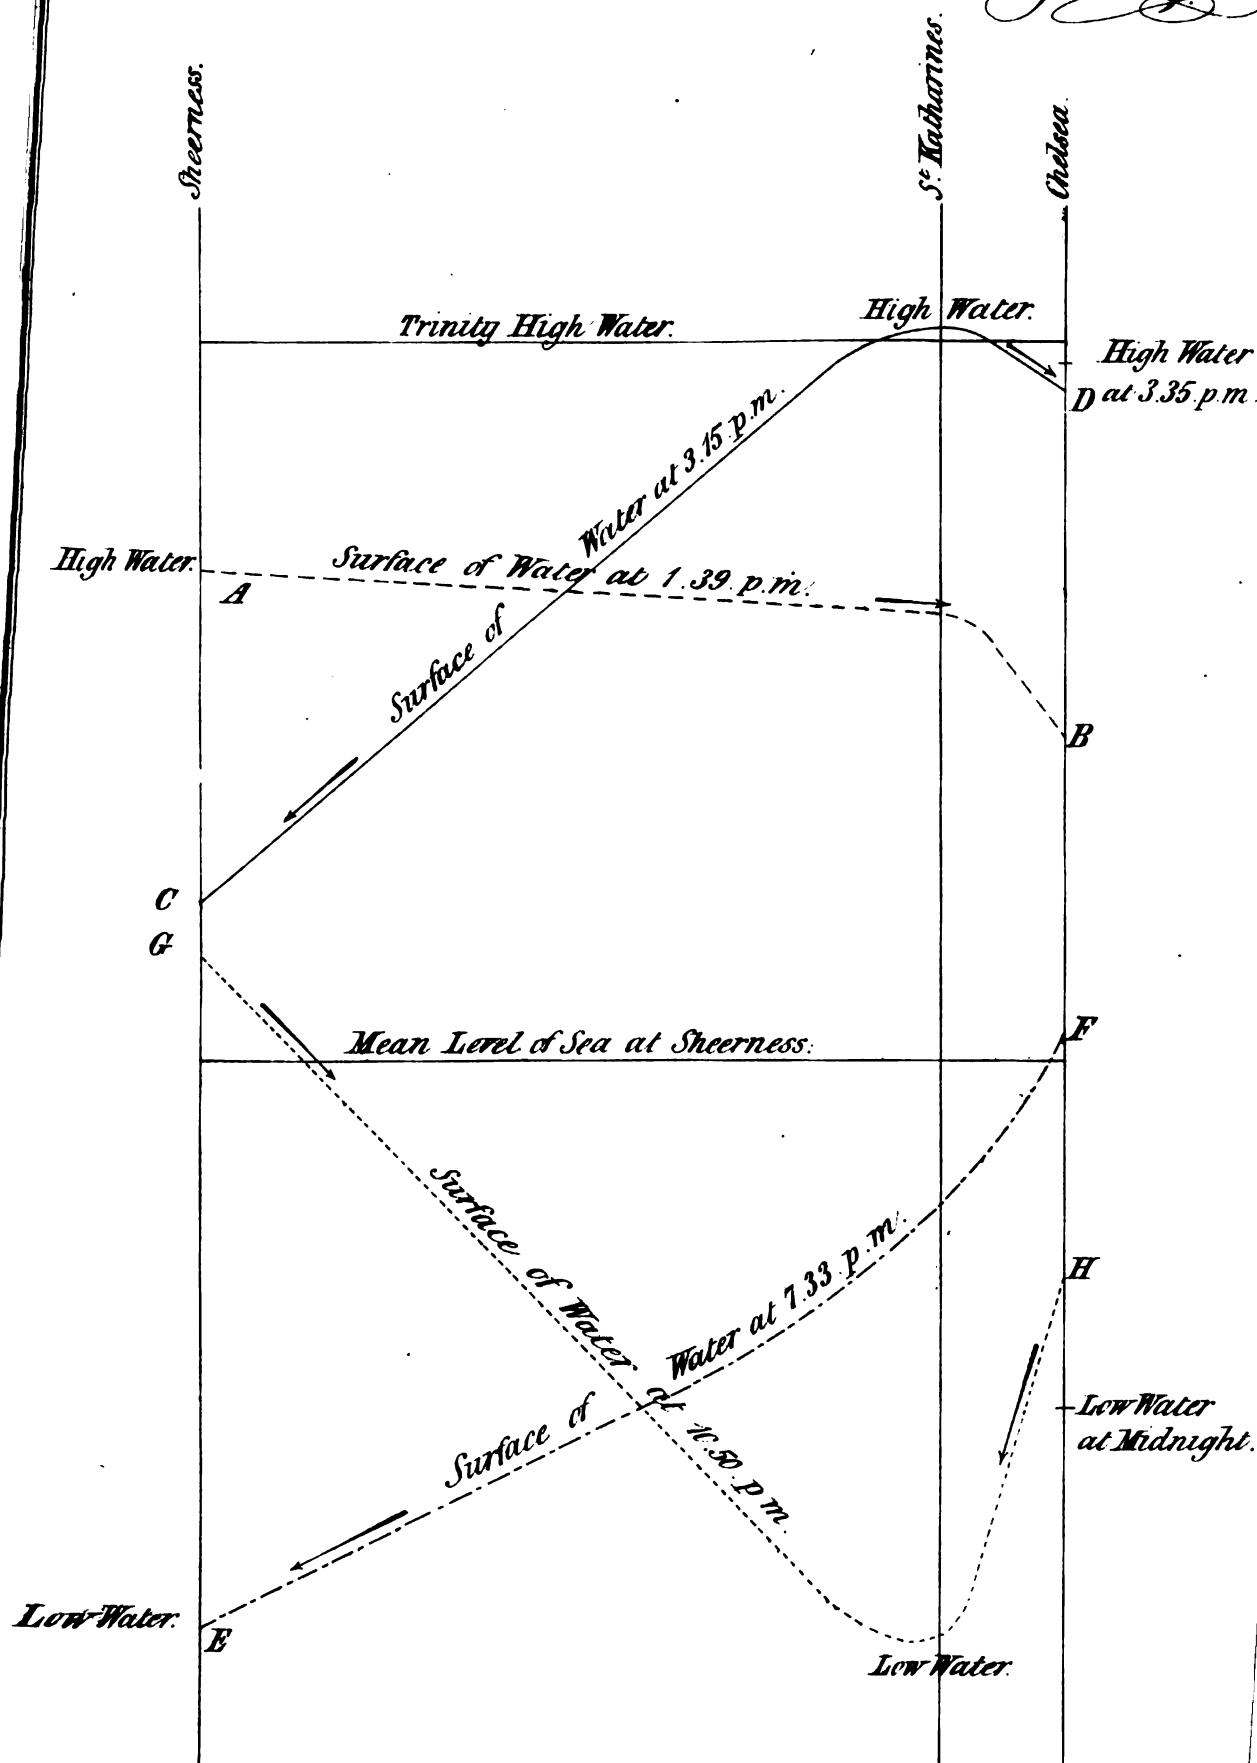 Sheerness.
St. Katharines.
Chelsea
Trinity High Water.
High Water.
High Water
at 3.35.p.m.
D
Surface of Water at 3.15.p.m.
High Water.
A
Surface of Water at 1.39.p.m.
B
C
G
F
Mean Level of Sea at Sheerness.
H
Surface of Water at 10.50.p.m.
Surface of Water at 7.33.p.m.
Low Water
at Midnight.
Low Water.
E
Low Water.